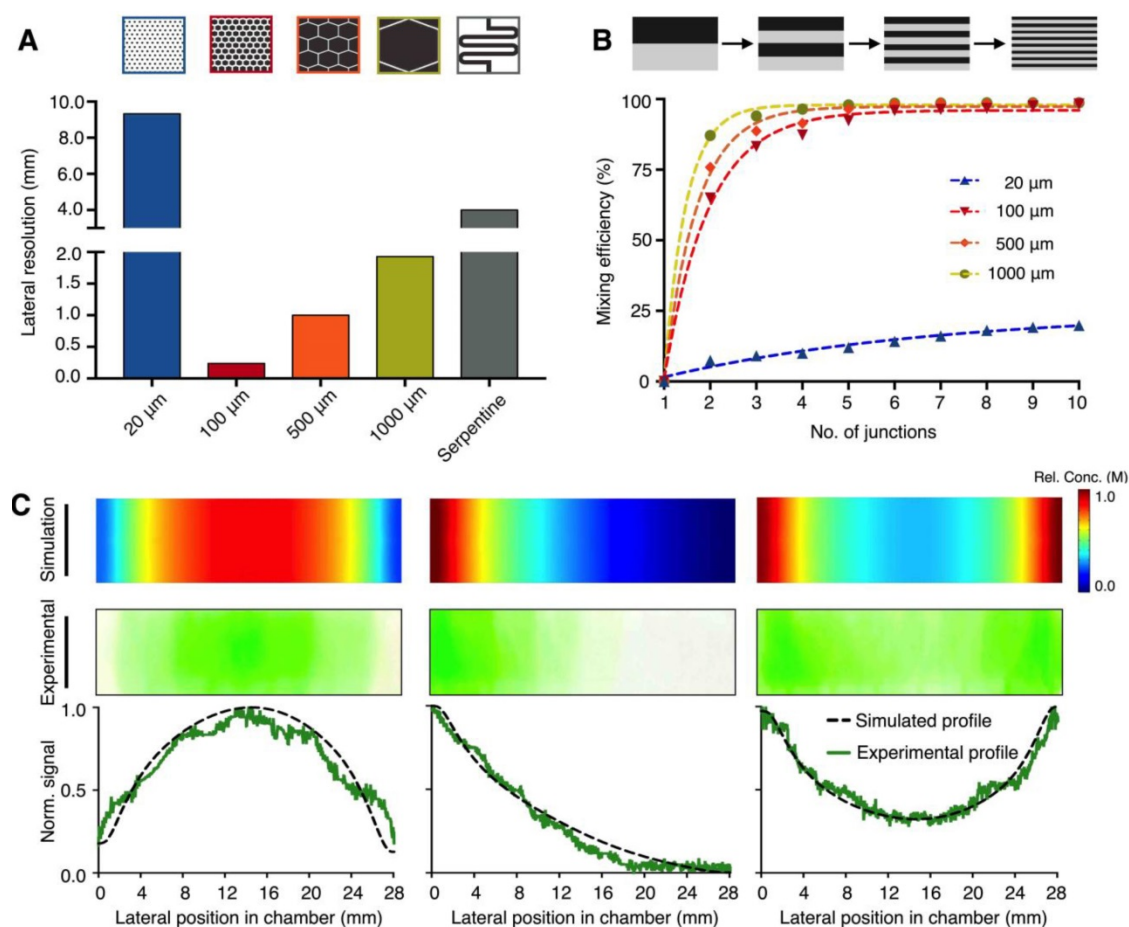 A
Lateral resolution (mm)
10.0
8.0
6.0
4.0
2.0
1.5
1.0
0.5
0.0
20 µm
100 µm
500 µm
1000 µm
Serpentine
B
Mixing efficiency (%)
100
75
50
25
0
20 µm
100 µm
500 µm
1000 µm
1 2 3 4 5 6 7 8 9 10
No. of junctions
C
Rel. Conc. (M)
1.0
0.0
Simulation
Experimental
Norm. signal
1.0
0.5
0.0
Simulated profile
Experimental profile
0 4 8 12 16 20 24 28
0 4 8 12 16 20 24 28
0 4 8 12 16 20 24 28
Lateral position in chamber (mm)
Lateral position in chamber (mm)
Lateral position in chamber (mm)